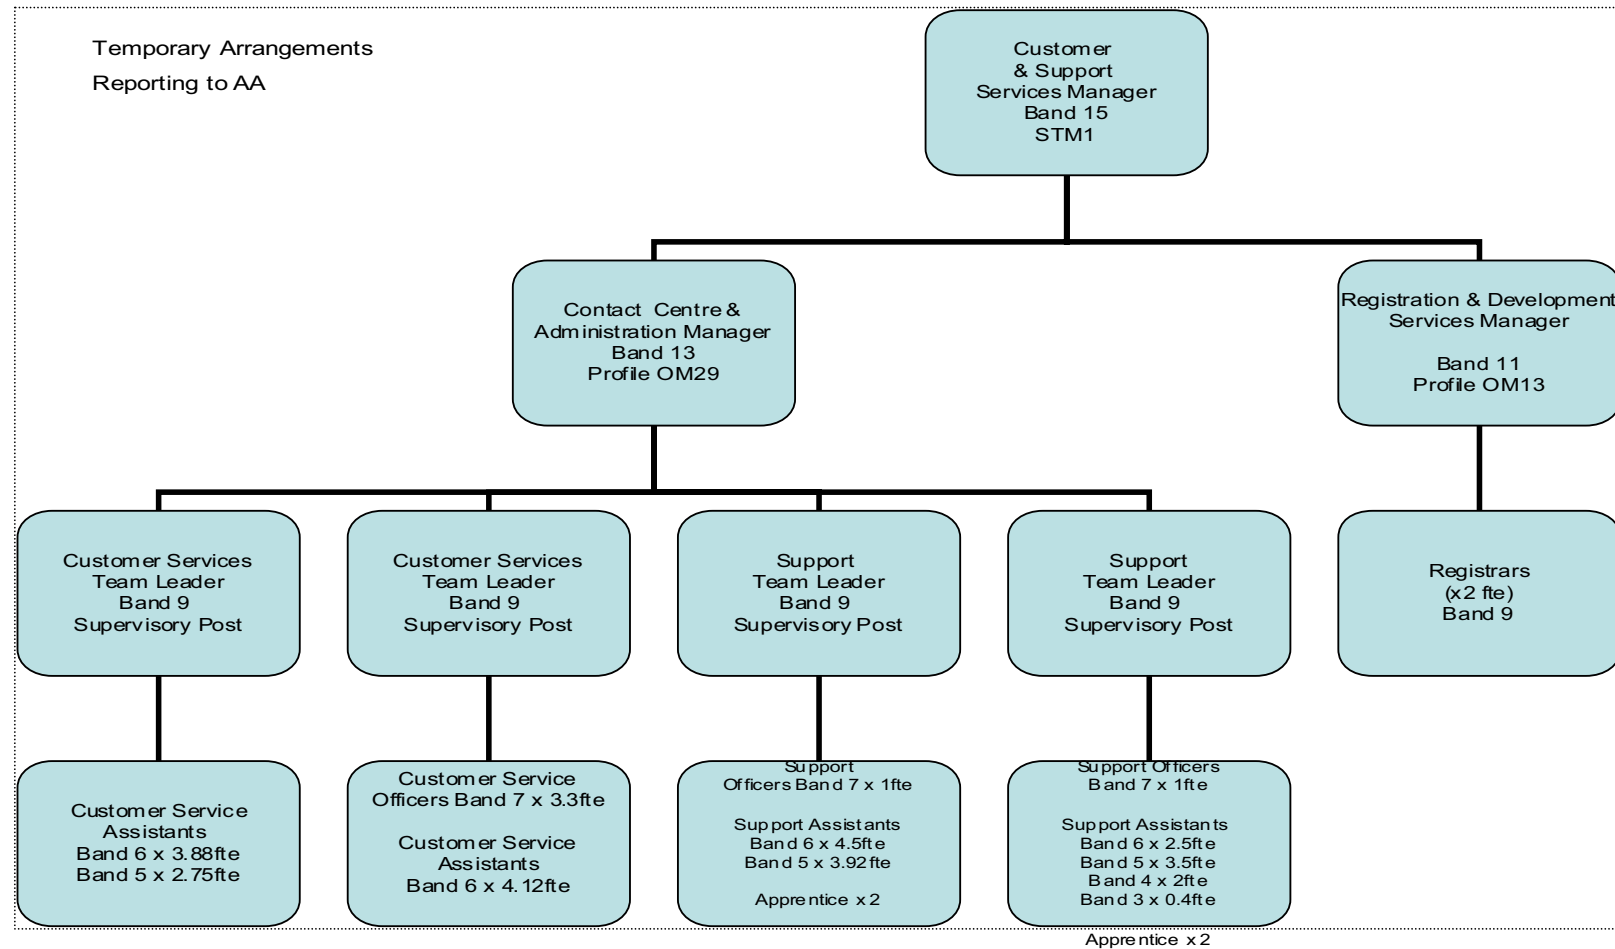 Temporary Arrangements
Reporting to AA
Customer
& Support
Services Manager
Band 15
STM1
Contact Centre &
Administration Manager
Band 13
Profile OM29
Registration & Development
Services Manager
Band 11
Profile OM13
Customer Services
Team Leader
Band 9
Supervisory Post
Customer Services
Team Leader
Band 9
Supervisory Post
Support
Team Leader
Band 9
Supervisory Post
Support
Team Leader
Band 9
Supervisory Post
Registrars
(x2 fte)
Band 9
Customer Service
Assistants
Band 6 x 3.88fte
Band 5 x 2.75fte
Customer Service
Officers Band 7 x 3.3fte
Customer Service
Assistants
Band 6 x 4.12fte
Support
Officers Band 7 x 1fte
Support Assistants
Band 6 x 4.5fte
Band 5 x 3.92fte
Apprentice x 2
Support Officers
Band 7 x 1fte
Support Assistants
Band 6 x 2.5fte
Band 5 x 3.5fte
Band 4 x 2fte
Band 3 x 0.4fte
Apprentice x 2